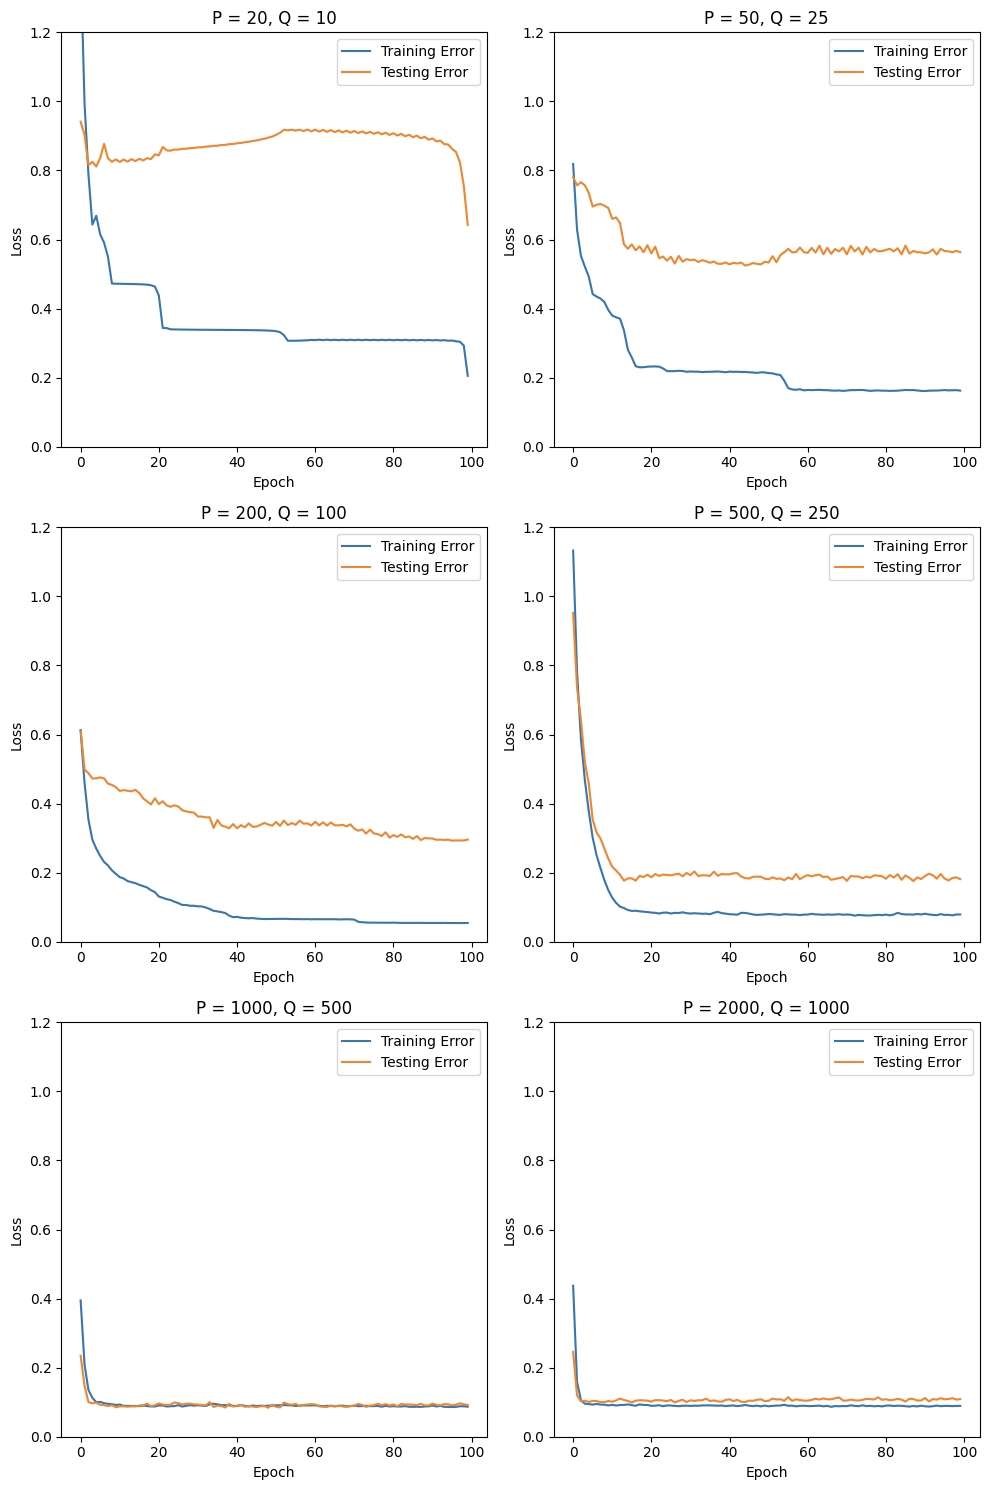 P = 20, Q = 10
1.2
1.0
0.8
0.6
0.4
0.2
0.0
Loss
0 20 40 60 80 100
Epoch
Training Error
Testing Error
P = 50, Q = 25
1.2
1.0
0.8
0.6
0.4
0.2
0.0
Loss
0 20 40 60 80 100
Epoch
Training Error
Testing Error
P = 200, Q = 100
1.2
1.0
0.8
0.6
0.4
0.2
0.0
Loss
0 20 40 60 80 100
Epoch
Training Error
Testing Error
P = 500, Q = 250
1.2
1.0
0.8
0.6
0.4
0.2
0.0
Loss
0 20 40 60 80 100
Epoch
Training Error
Testing Error
P = 1000, Q = 500
1.2
1.0
0.8
0.6
0.4
0.2
0.0
Loss
0 20 40 60 80 100
Epoch
Training Error
Testing Error
P = 2000, Q = 1000
1.2
1.0
0.8
0.6
0.4
0.2
0.0
Loss
0 20 40 60 80 100
Epoch
Training Error
Testing Error